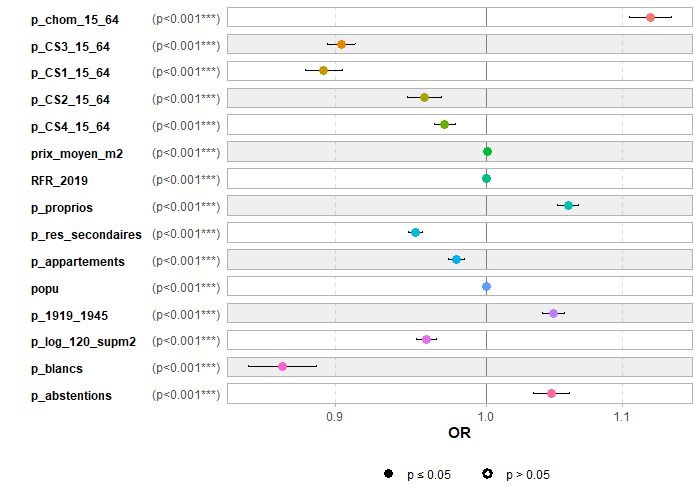 p_chom_15_64 (p<0.001***)
p_CS3_15_64 (p<0.001***)
p_CS1_15_64 (p<0.001***)
p_CS2_15_64 (p<0.001***)
p_CS4_15_64 (p<0.001***)
prix_moyen_m2 (p<0.001***)
RFR_2019 (p<0.001***)
p_proprios (p<0.001***)
p_res_secondaires (p<0.001***)
p_appartements (p<0.001***)
popu (p<0.001***)
p_1919_1945 (p<0.001***)
p_log_120_supm2 (p<0.001***)
p_blancs (p<0.001***)
p_abstentions (p<0.001***)
0.9 1.0 1.1
OR
p ≤ 0.05 p > 0.05